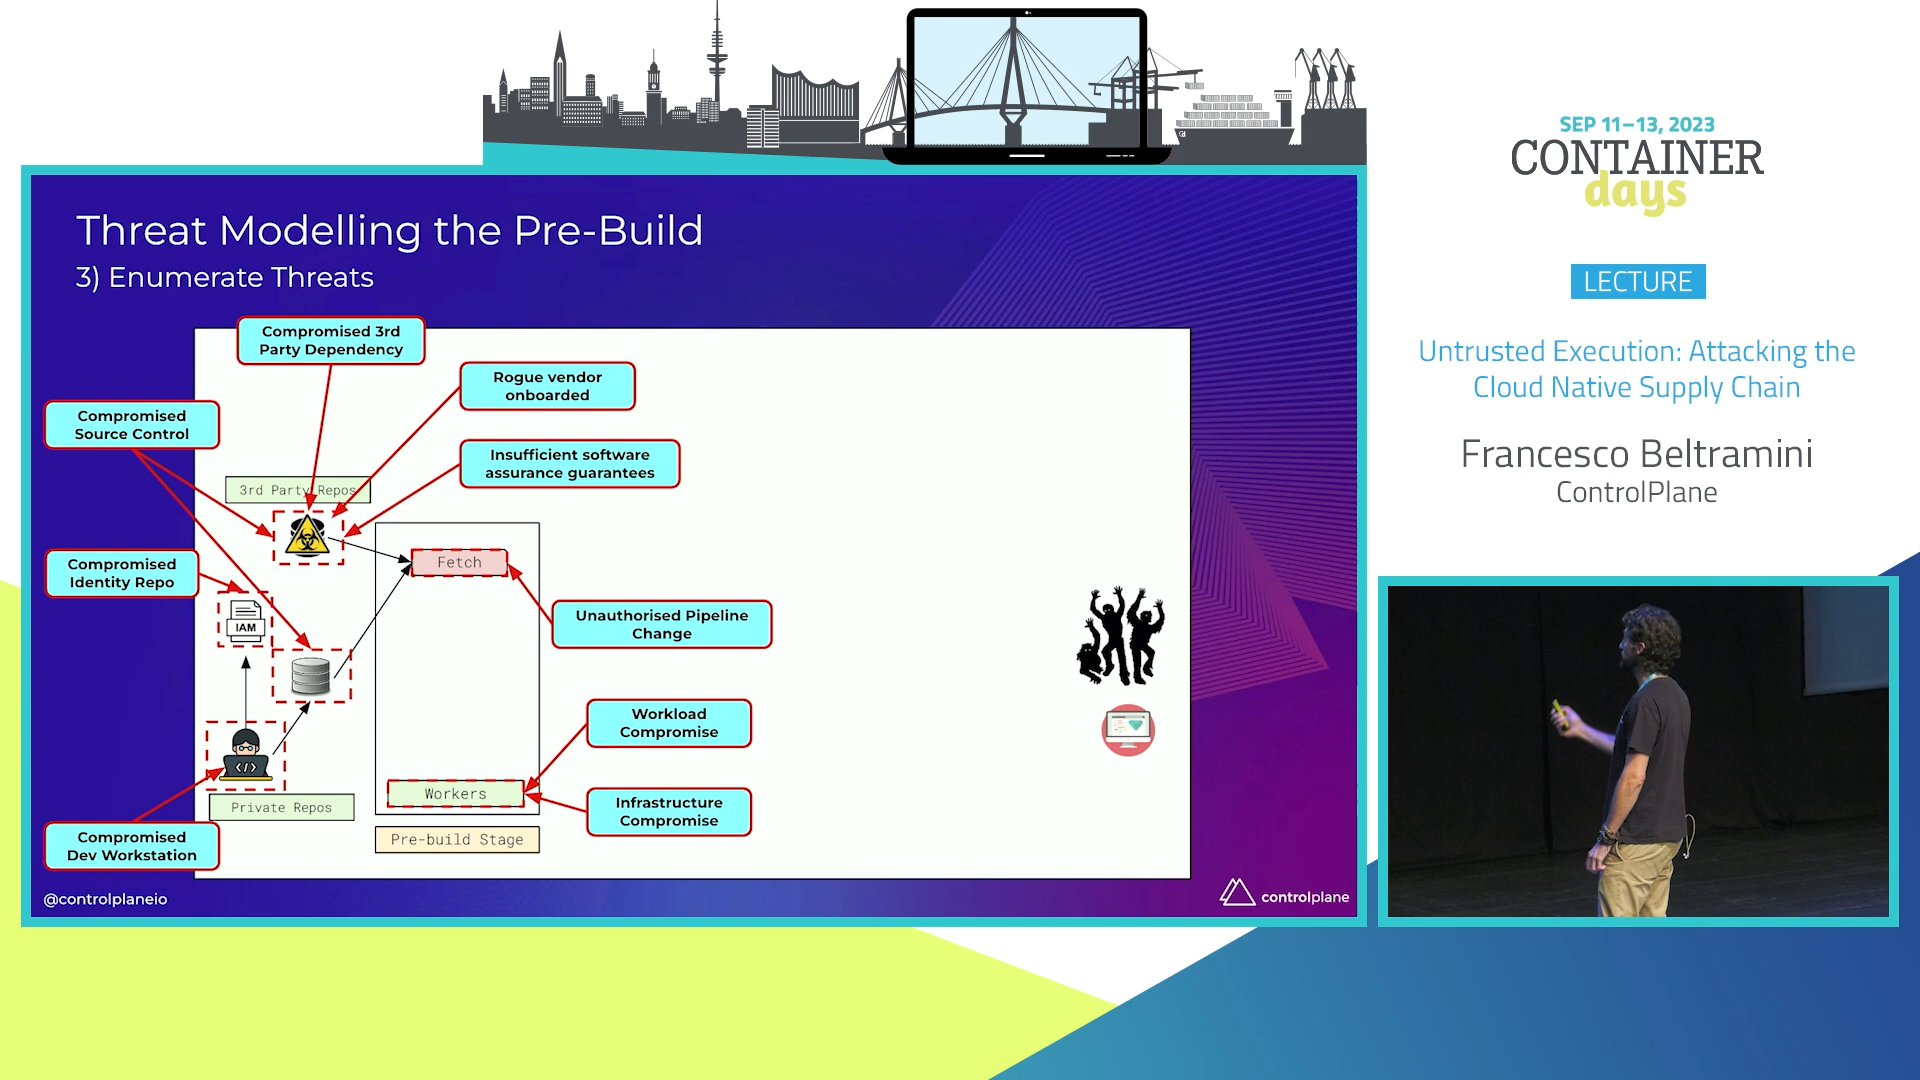 SEP 11–13, 2023
CONTAINER
days
LECTURE
Untrusted Execution: Attacking the
Cloud Native Supply Chain
Francesco Beltramini
ControlPlane
Threat Modelling the Pre-Build
3) Enumerate Threats
Compromised 3rd
Party Dependency
Rogue vendor
onboarded
Compromised
Source Control
Insufficient software
assurance guarantees
3rd Party Repos
Fetch
Compromised
Identity Repo
IAM
Unauthorised Pipeline
Change
Workload
Compromise
</>
Workers
Private Repos
Infrastructure
Compromise
Compromised
Dev Workstation
Pre-build Stage
@controlplaneio
controlplane